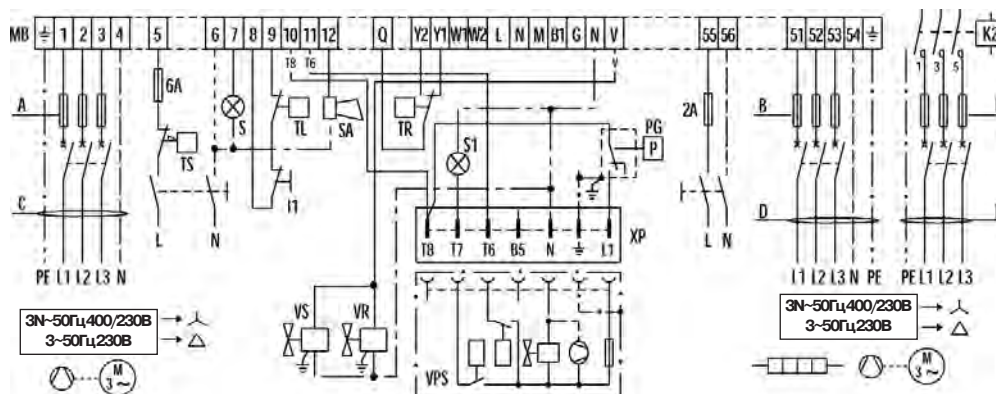 MB ⏚ 1 2 3 4 5 6 7 8 9 10 11 12 Q Y2 Y1 W1 W2 L N M B1 G N V 55 56 51 52 53 54 ⏚ K2
T8 T6 V 1 3 5
6A 2A
A S TL SA TR S1 PG P B
TS
I1
C D
L N T8 T7 T6 B5 N ⏚ L1 XP L N
PE L1 L2 L3 N L1 L2 L3 N PE PE L1 L2 L3
VS VR
3N~50Гц400/230В
3~50Гц230В
3N~50Гц400/230В
3~50Гц230В
VPS
M
3~
M
3~